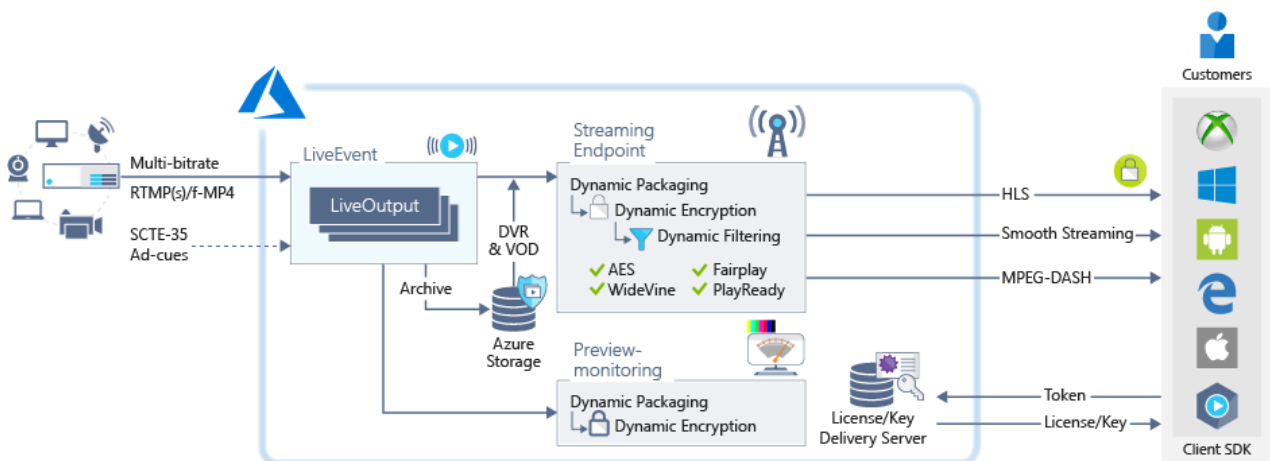 Customers
Multi-bitrate
RTMP(s)/f-MP4
SCTE-35
Ad-cues
LiveEvent
LiveOutput
Archive
DVR
& VOD
Azure
Storage
Streaming
Endpoint
Dynamic Packaging
Dynamic Encryption
Dynamic Filtering
AES
Fairplay
WideVine
PlayReady
Preview-
monitoring
Dynamic Packaging
Dynamic Encryption
HLS
Smooth Streaming
MPEG-DASH
License/Key
Delivery Server
Token
License/Key
Client SDK